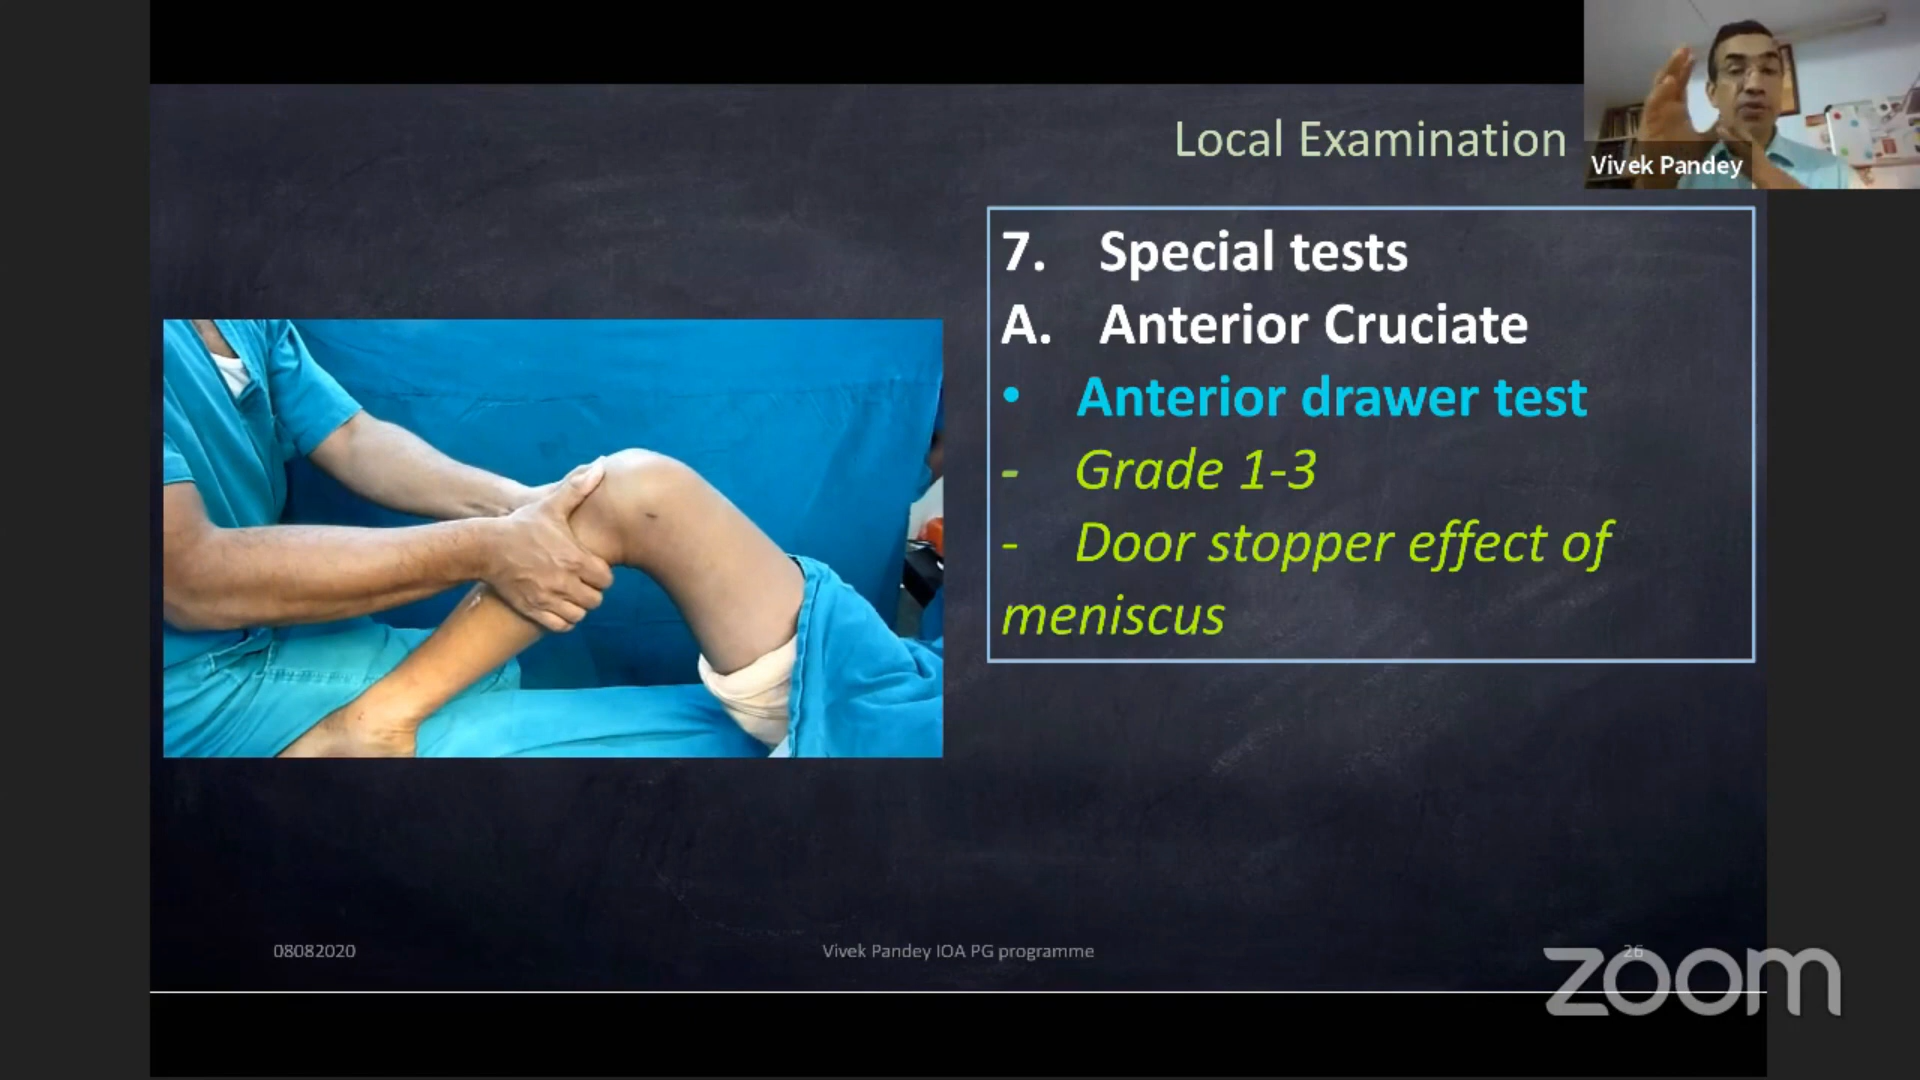 Local Examination
Vivek Pandey
7. Special tests
A. Anterior Cruciate
• Anterior drawer test
- Grade 1-3
- Door stopper effect of
meniscus
08082020
Vivek Pandey IOA PG programme
26
zoom